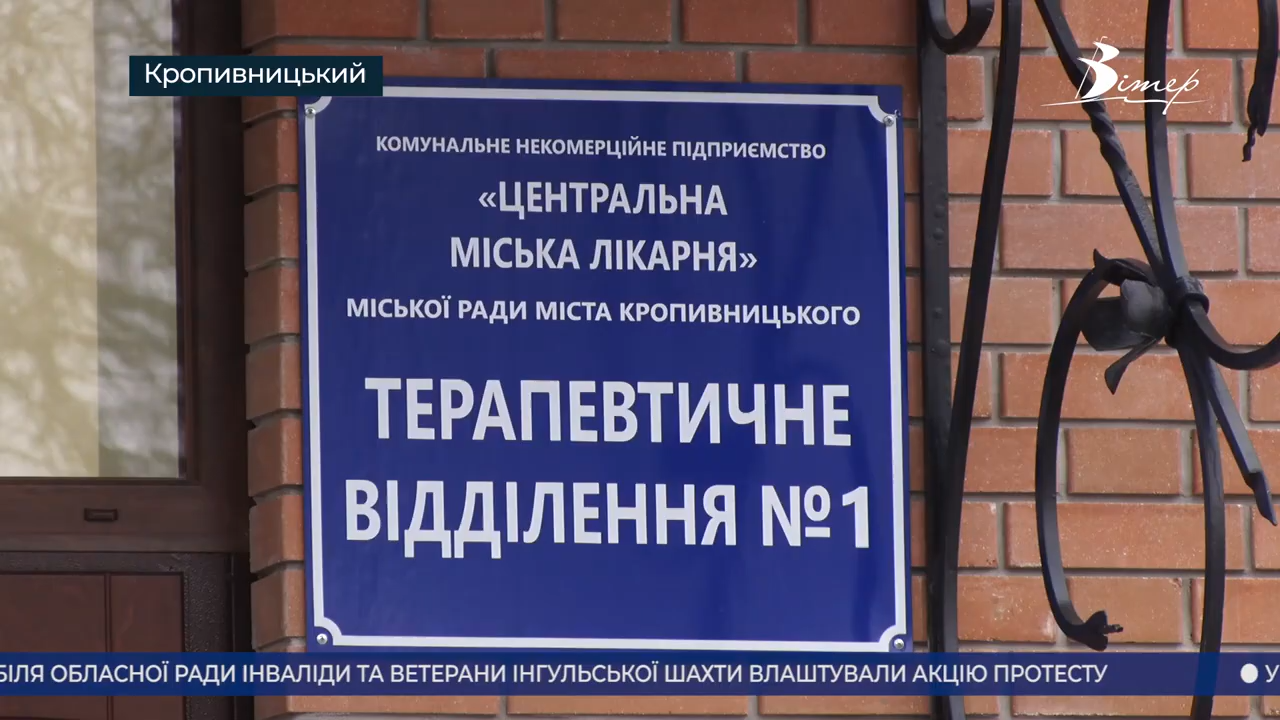 Кропивницький
Вітер
КОМУНАЛЬНЕ НЕКОМЕРЦІЙНЕ ПІДПРИЄМСТВО
«ЦЕНТРАЛЬНА
МІСЬКА ЛІКАРНЯ»
МІСЬКОЇ РАДИ МІСТА КРОПИВНИЦЬКОГО
ТЕРАПЕВТИЧНЕ
ВІДДІЛЕННЯ №1
БІЛЯ ОБЛАСНОЇ РАДИ ІНВАЛІДИ ТА ВЕТЕРАНИ ІНГУЛЬСЬКОЇ ШАХТИ ВЛАШТУВАЛИ АКЦІЮ ПРОТЕСТУ ● У